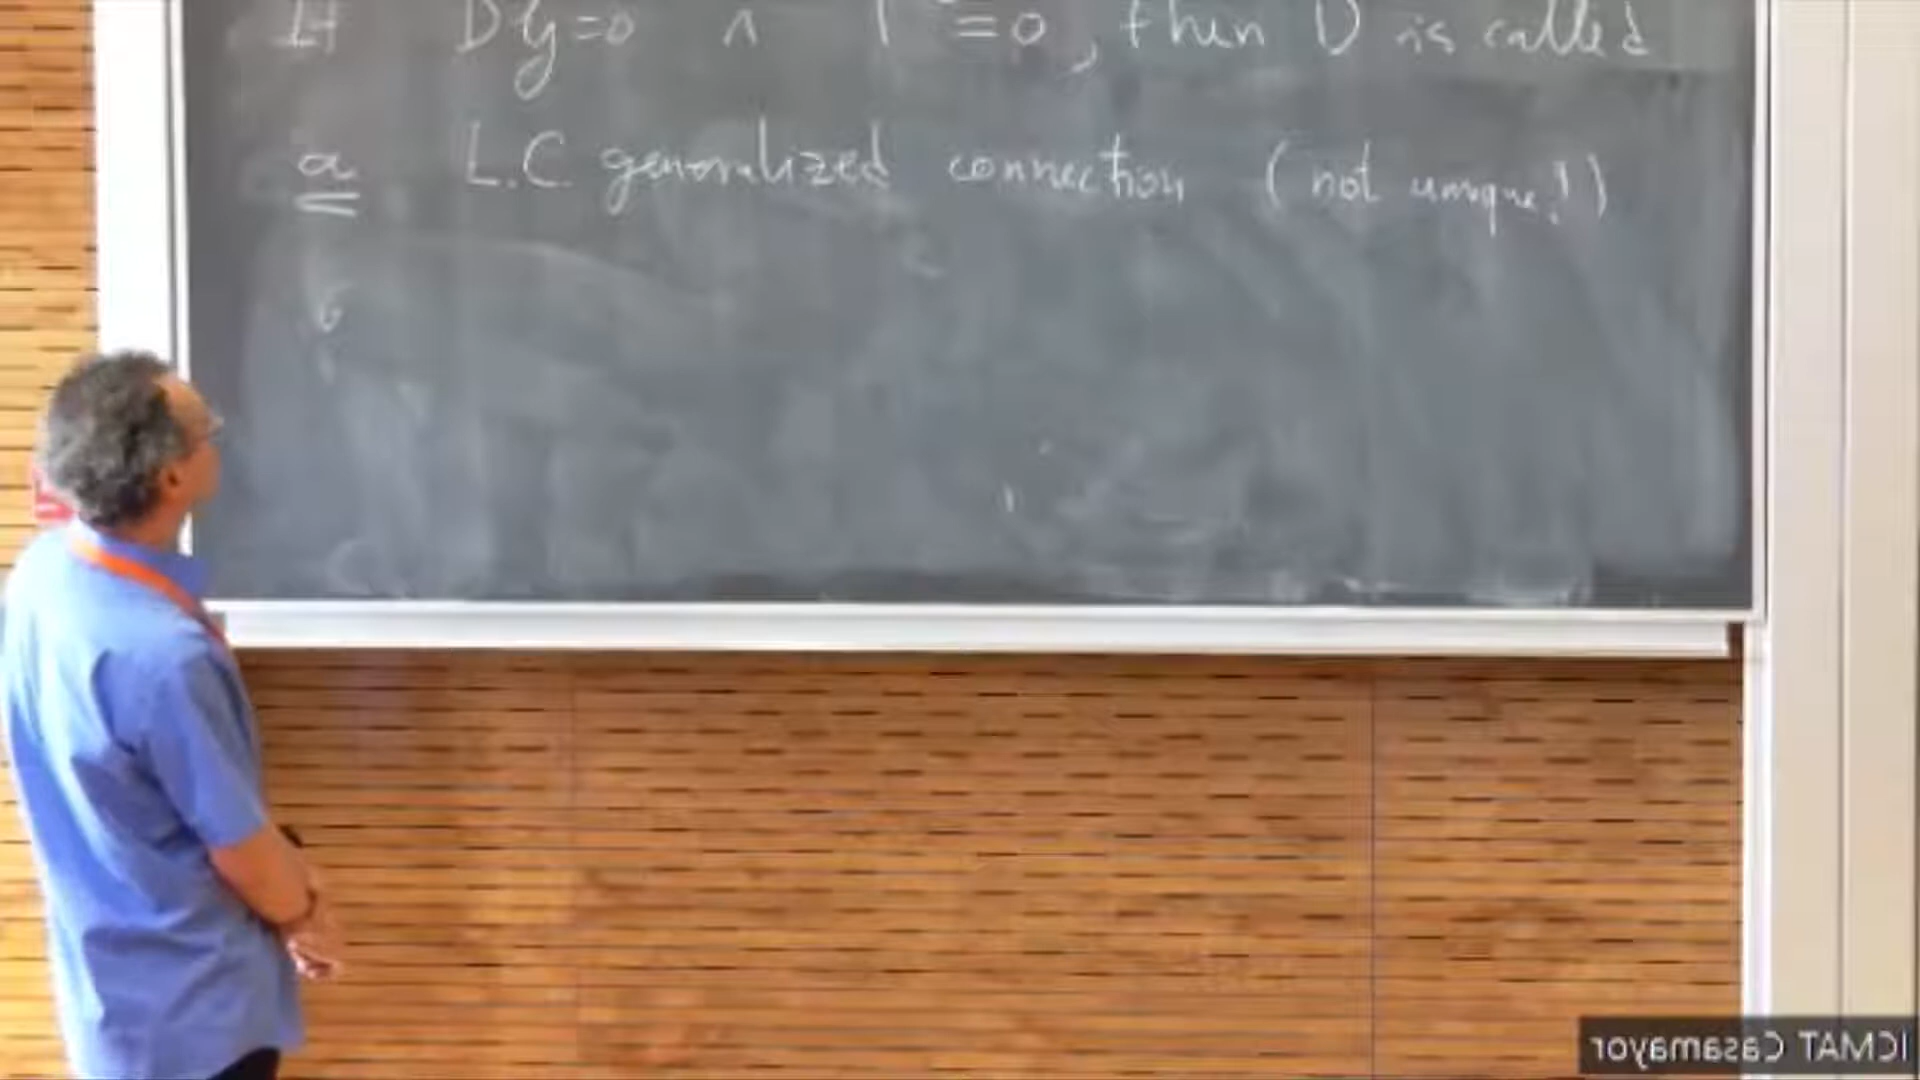 If D𝒢=0 ∧ T =0, then D is called
a L.C. generalized connection (not unique!)
ICMAT Casamayor